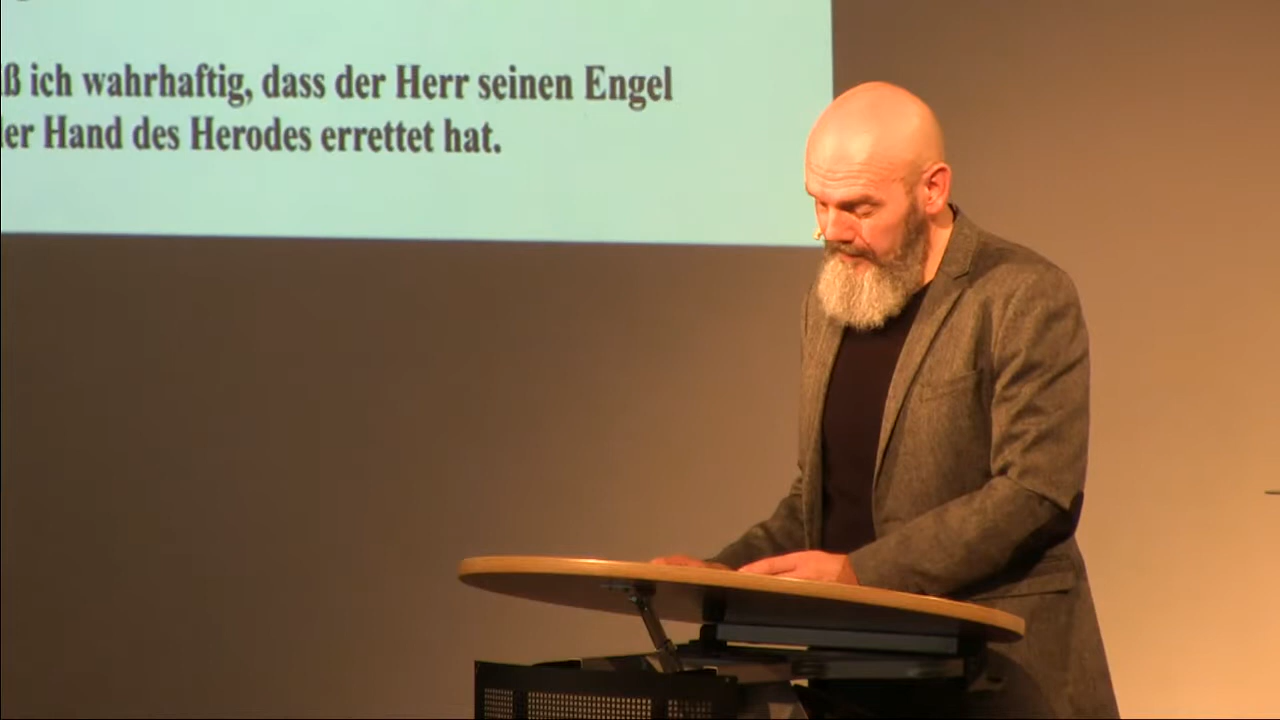 ß ich wahrhaftig, dass der Herr seinen Engel
er Hand des Herodes errettet hat.